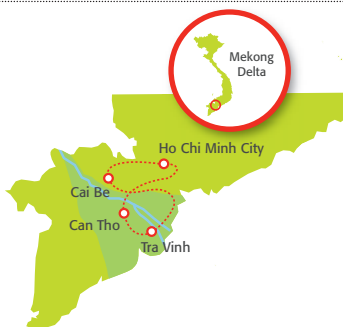 Mekong
Delta
Ho Chi Minh City
Cai Be
Can Tho
Tra Vinh